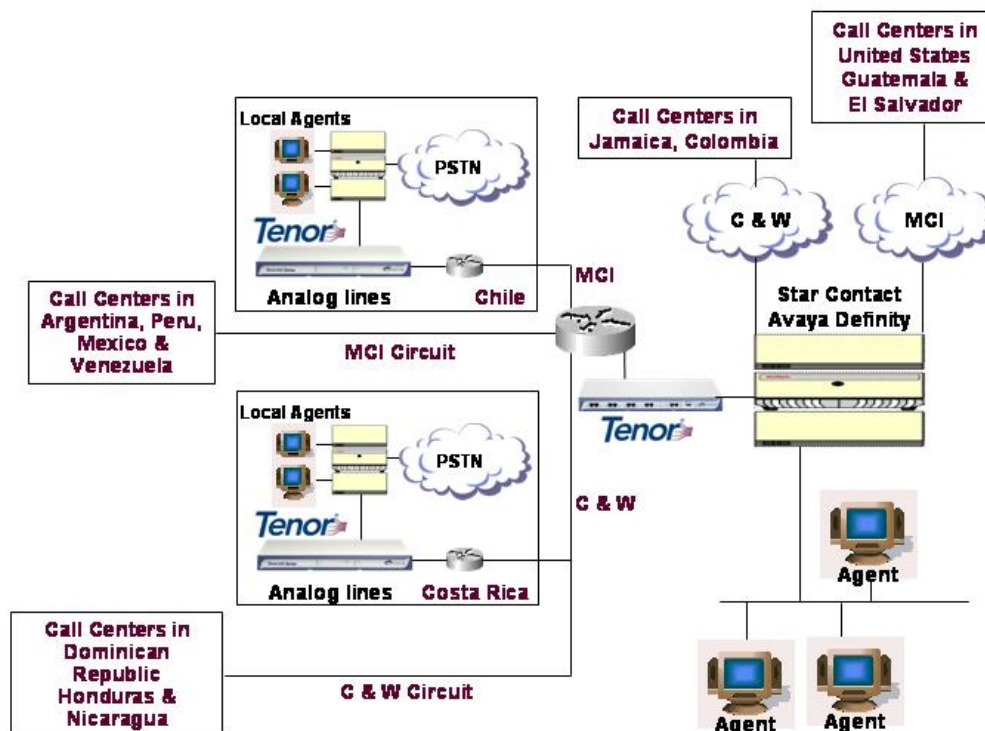 Call Centers in
United States
Guatemala &
El Salvador
Call Centers in
Jamaica, Colombia
Local Agents
PSTN
Tenor
Analog lines
Chile
C & W
MCI
MCI
Star Contact
Avaya Definity
Call Centers in
Argentina, Peru,
Mexico &
Venezuela
MCI Circuit
Tenor
Local Agents
PSTN
Tenor
Analog lines
Costa Rica
C & W
Agent
Call Centers in
Dominican
Republic
Honduras &
Nicaragua
C & W Circuit
Agent
Agent